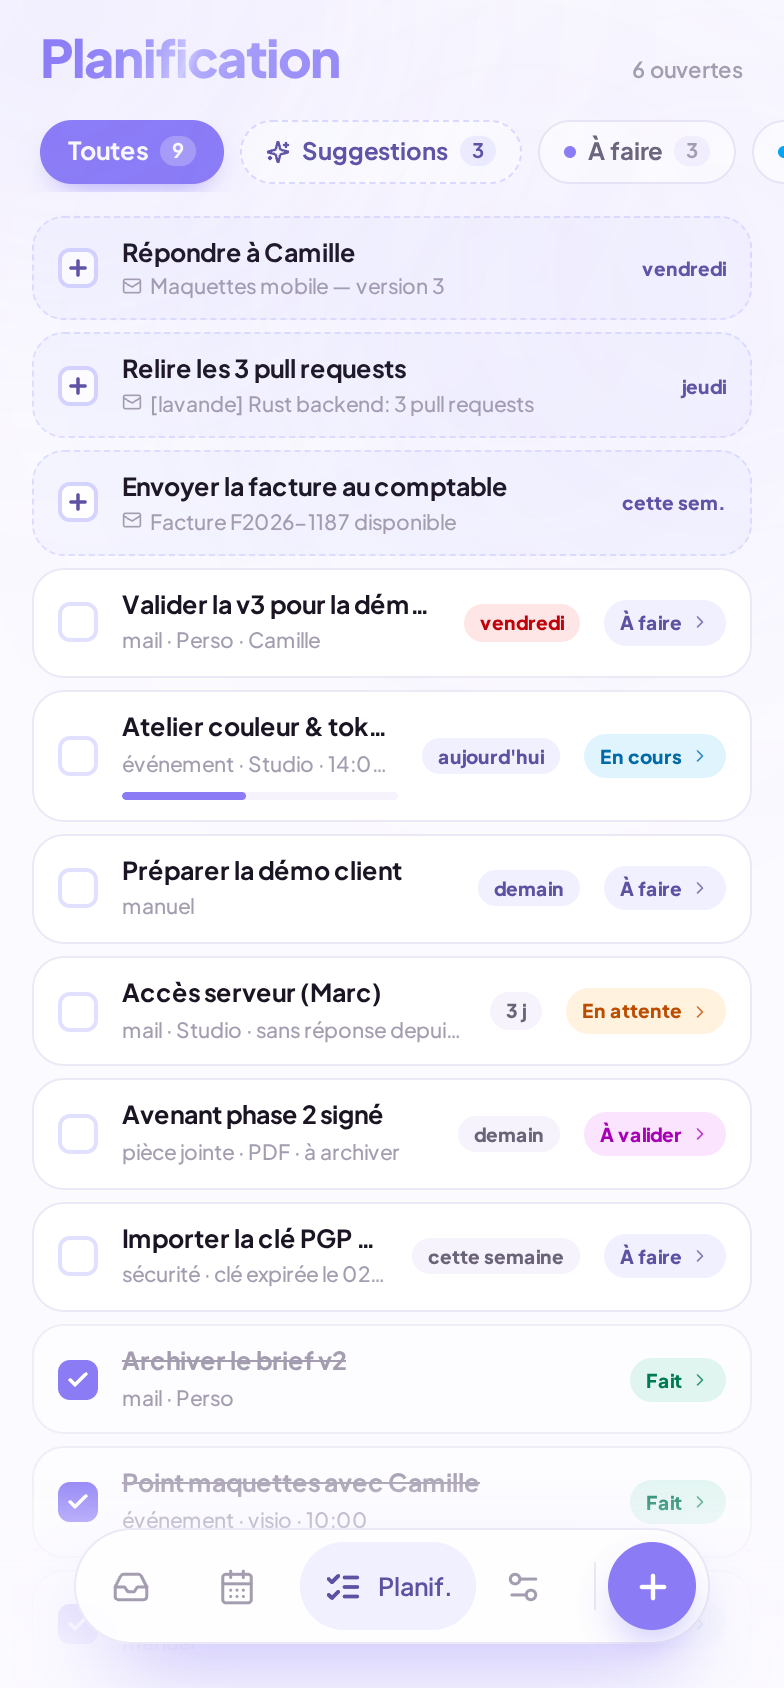 Planification
6 ouvertes
Toutes 9
Suggestions 3
À faire 3
Répondre à Camille
Maquettes mobile — version 3
vendredi
Relire les 3 pull requests
[lavande] Rust backend: 3 pull requests
jeudi
Envoyer la facture au comptable
Facture F2026-1187 disponible
cette sem.
Valider la v3 pour la dém…
mail · Perso · Camille
vendredi
À faire
Atelier couleur & tok…
événement · Studio · 14:0…
aujourd'hui
En cours
Préparer la démo client
manuel
demain
À faire
Accès serveur (Marc)
mail · Studio · sans réponse depui…
3 j
En attente
Avenant phase 2 signé
pièce jointe · PDF · à archiver
demain
À valider
Importer la clé PGP …
sécurité · clé expirée le 02…
cette semaine
À faire
Archiver le brief v2
mail · Perso
Fait
Point maquettes avec Camille
événement · visio · 10:00
Fait
Planif.